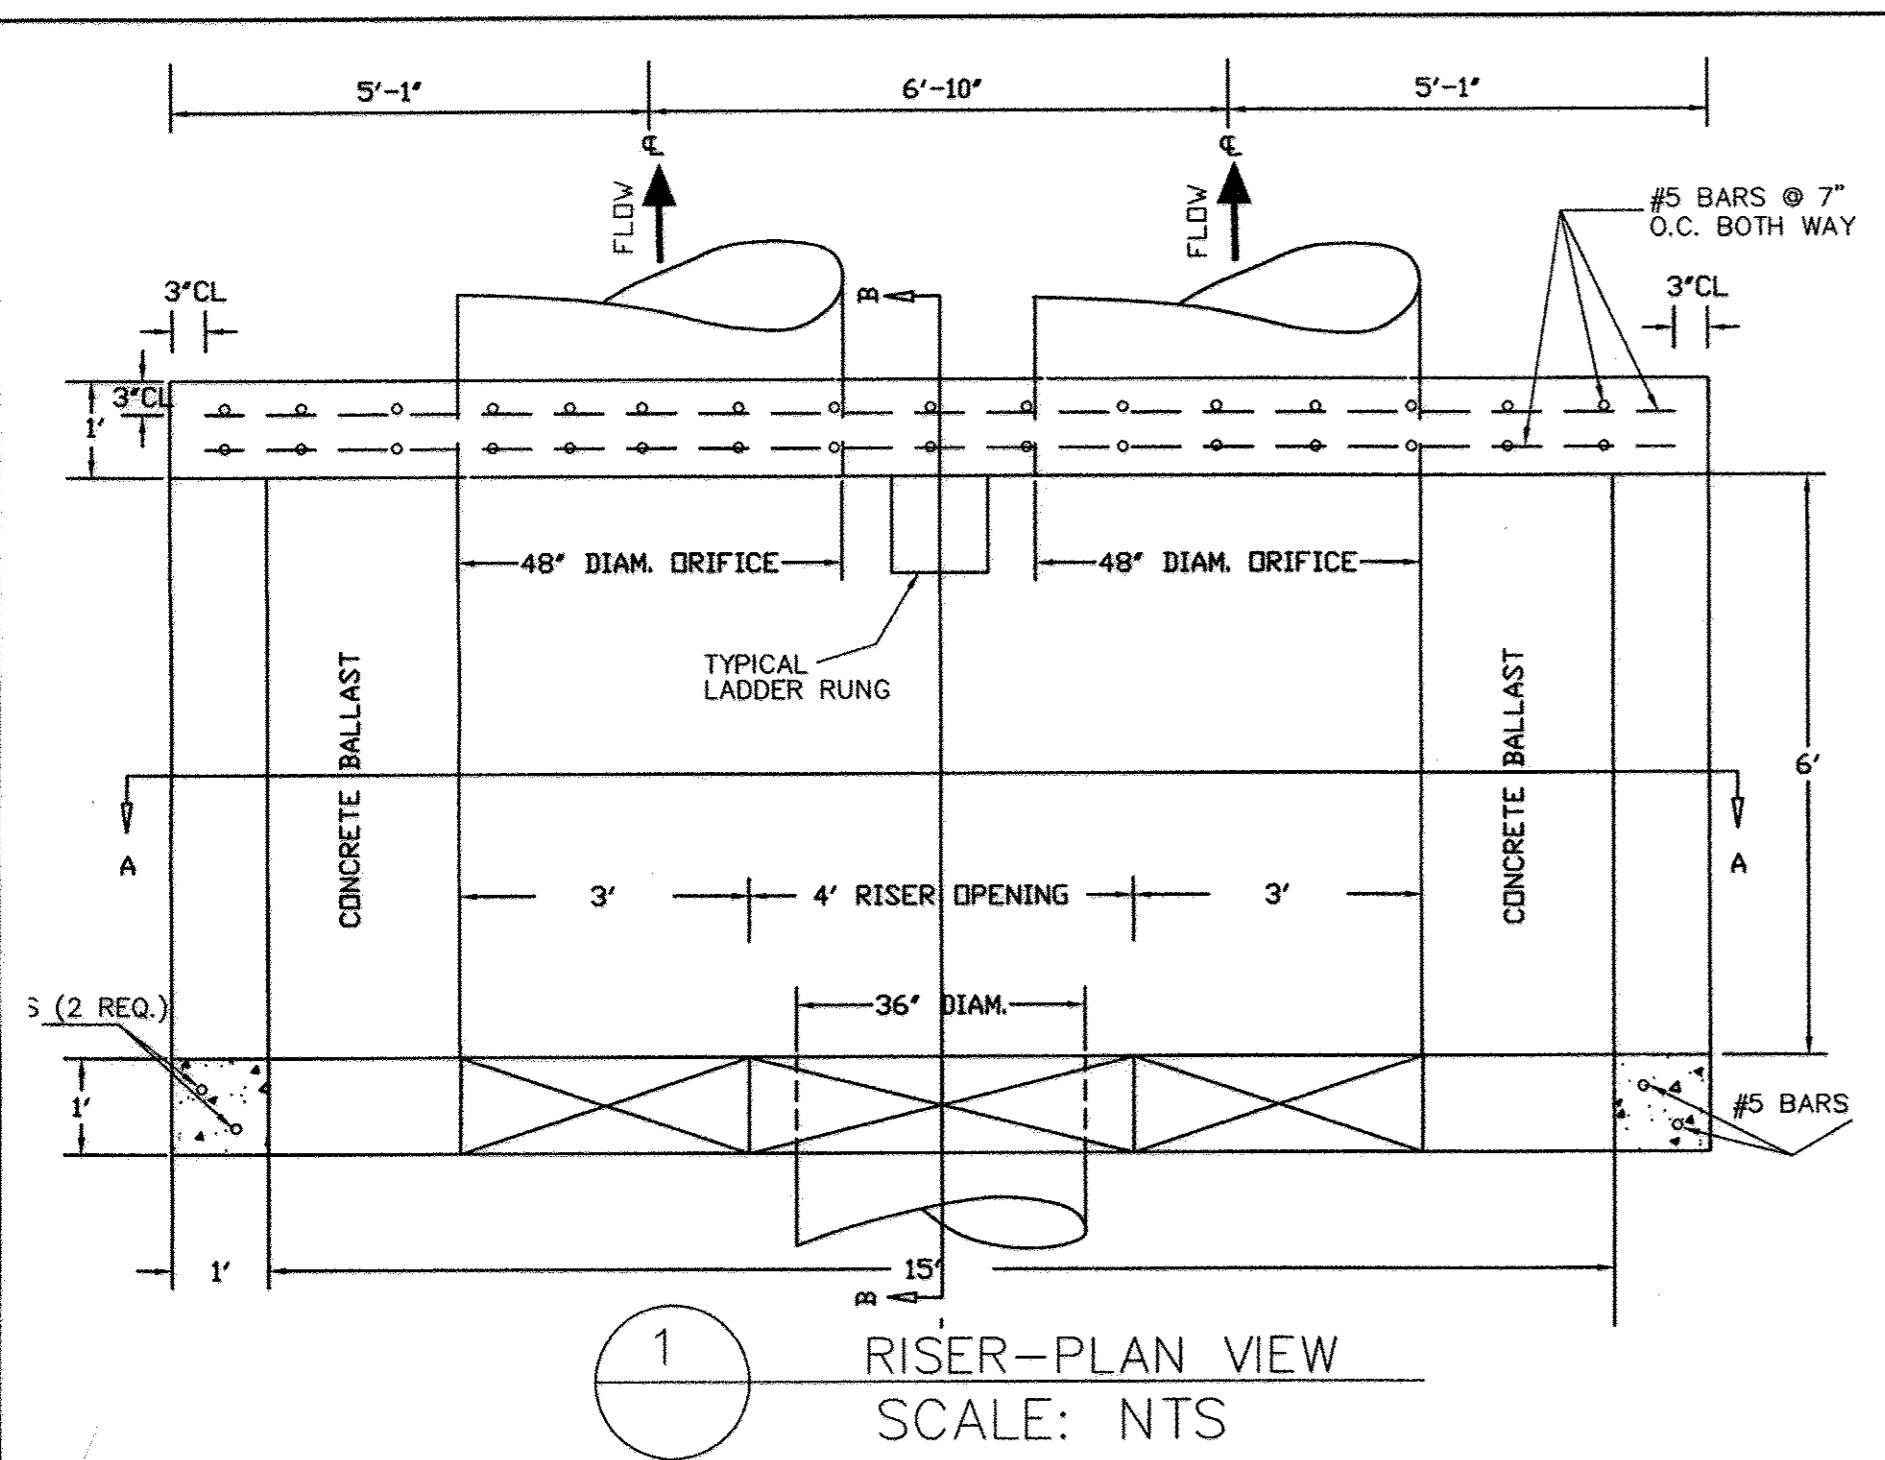 5'-1"
6'-10"
5'-1"
℄
℄
FLOW
FLOW
#5 BARS @ 7"
O.C. BOTH WAY
3"CL
B
3"CL
3"CL
1'
48" DIAM. ORIFICE
48" DIAM. ORIFICE
TYPICAL
LADDER RUNG
CONCRETE BALLAST
CONCRETE BALLAST
6'
A
A
3'
4' RISER OPENING
3'
S (2 REQ.)
36" DIAM.
1'
#5 BARS
1'
15'
B
1
RISER-PLAN VIEW
SCALE: NTS